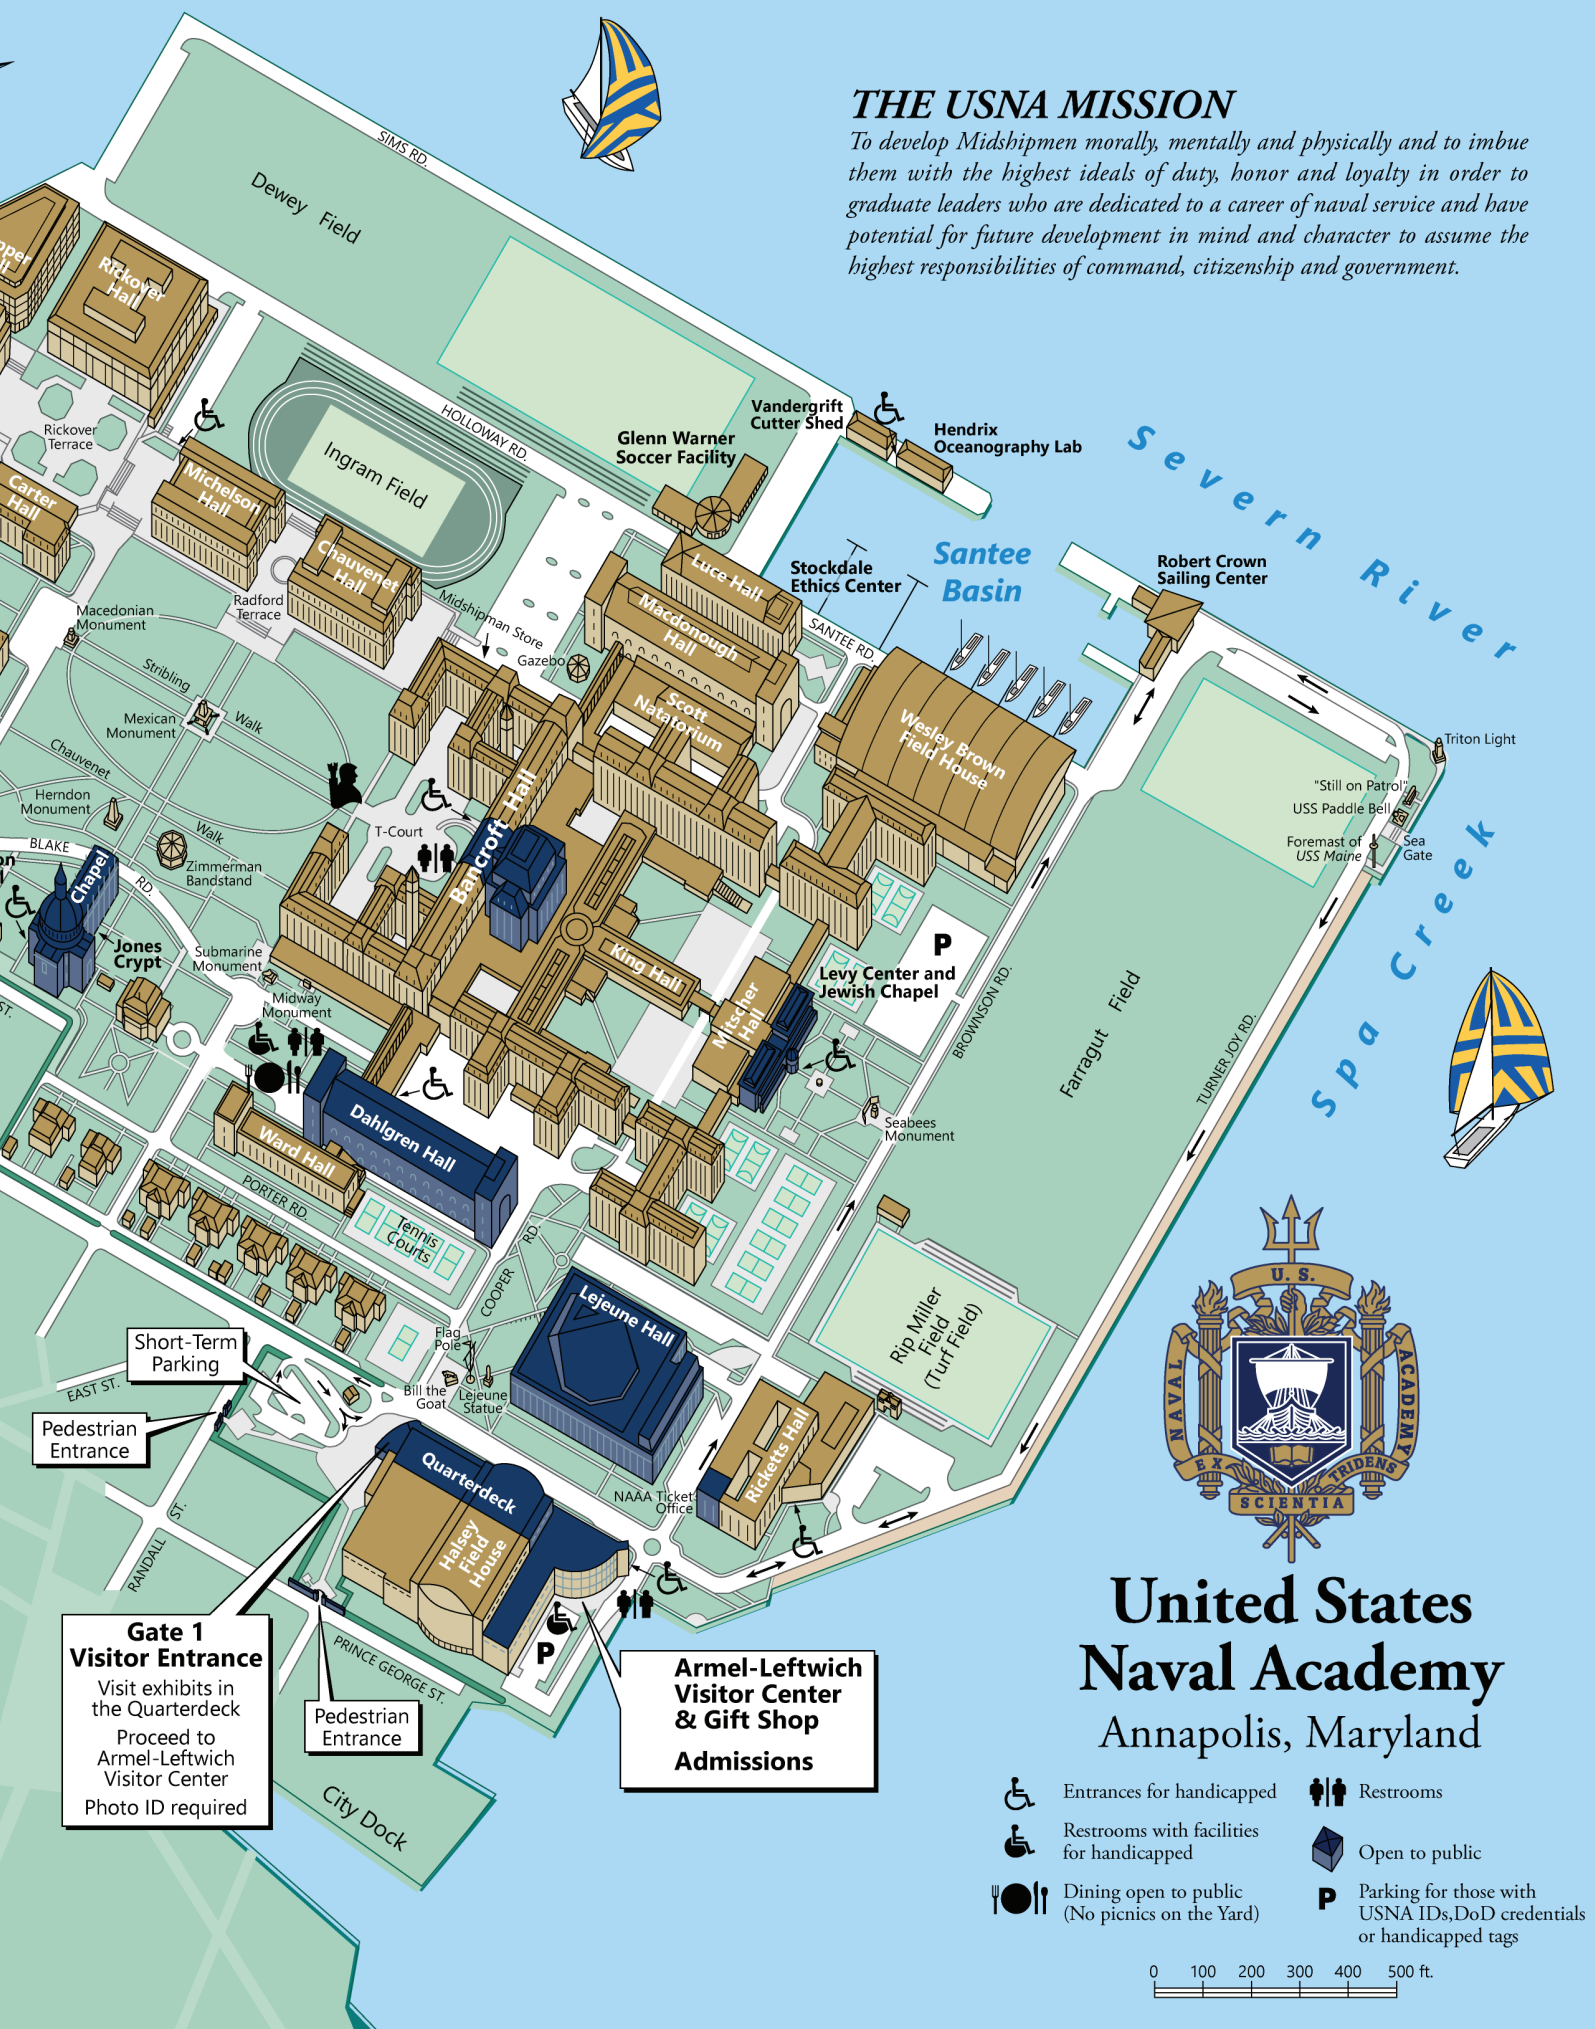 THE USNA MISSION
To develop Midshipmen morally, mentally and physically and to imbue
them with the highest ideals of duty, honor and loyalty in order to
graduate leaders who are dedicated to a career of naval service and have
potential for future development in mind and character to assume the
highest responsibilities of command, citizenship and government.
SIMS RD.
Dewey Field
Rickover
Hall
Rickover
Terrace
HOLLOWAY RD.
Ingram Field
Vandergrift
Cutter Shed
Hendrix
Oceanography Lab
Glenn Warner
Soccer Facility
Severn River
Carter
Hall
Michelson
Hall
Chauvenet
Hall
Luce Hall
Stockdale
Ethics Center
Santee
Basin
Robert Crown
Sailing Center
Macedonian
Monument
Radford
Terrace
Midshipman Store
Gazebo
Macdonough
Hall
SANTEE RD.
Stribling
Walk
Mexican
Monument
Scott
Natatorium
Wesley Brown
Field House
Triton Light
Chauvenet
Walk
Herndon
Monument
"Still on Patrol"
USS Paddle Bell
Foremast of
USS Maine
Sea
Gate
T-Court
BLAKE
RD.
Zimmerman
Bandstand
Bancroft Hall
Chapel
Jones
Crypt
Submarine
Monument
Midway
Monument
King Hall
P
Levy Center and
Jewish Chapel
Mitscher
Hall
BROWNSON RD.
Farragut Field
TURNER JOY RD.
Spa Creek
ST.
Seabees
Monument
Dahlgren Hall
Ward Hall
PORTER RD.
Tennis
Courts
COOPER
RD.
Lejeune Hall
Rip Miller
Field
(Turf Field)
Flag
Pole
Bill the
Goat
Lejeune
Statue
Short-Term
Parking
EAST ST.
Pedestrian
Entrance
Quarterdeck
Halsey
Field
House
NAAA Ticket
Office
Ricketts Hall
RANDALL
ST.
PRINCE GEORGE ST.
P
Gate 1
Visitor Entrance
Visit exhibits in
the Quarterdeck
Proceed to
Armel-Leftwich
Visitor Center
Photo ID required
Pedestrian
Entrance
Armel-Leftwich
Visitor Center
& Gift Shop
Admissions
City Dock
U. S.
NAVAL
ACADEMY
EX
TRIDENS
SCIENTIA
United States
Naval Academy
Annapolis, Maryland
Entrances for handicapped
Restrooms
Restrooms with facilities
for handicapped
Open to public
Dining open to public
(No picnics on the Yard)
P
Parking for those with
USNA IDs,DoD credentials
or handicapped tags
0 100 200 300 400 500 ft.